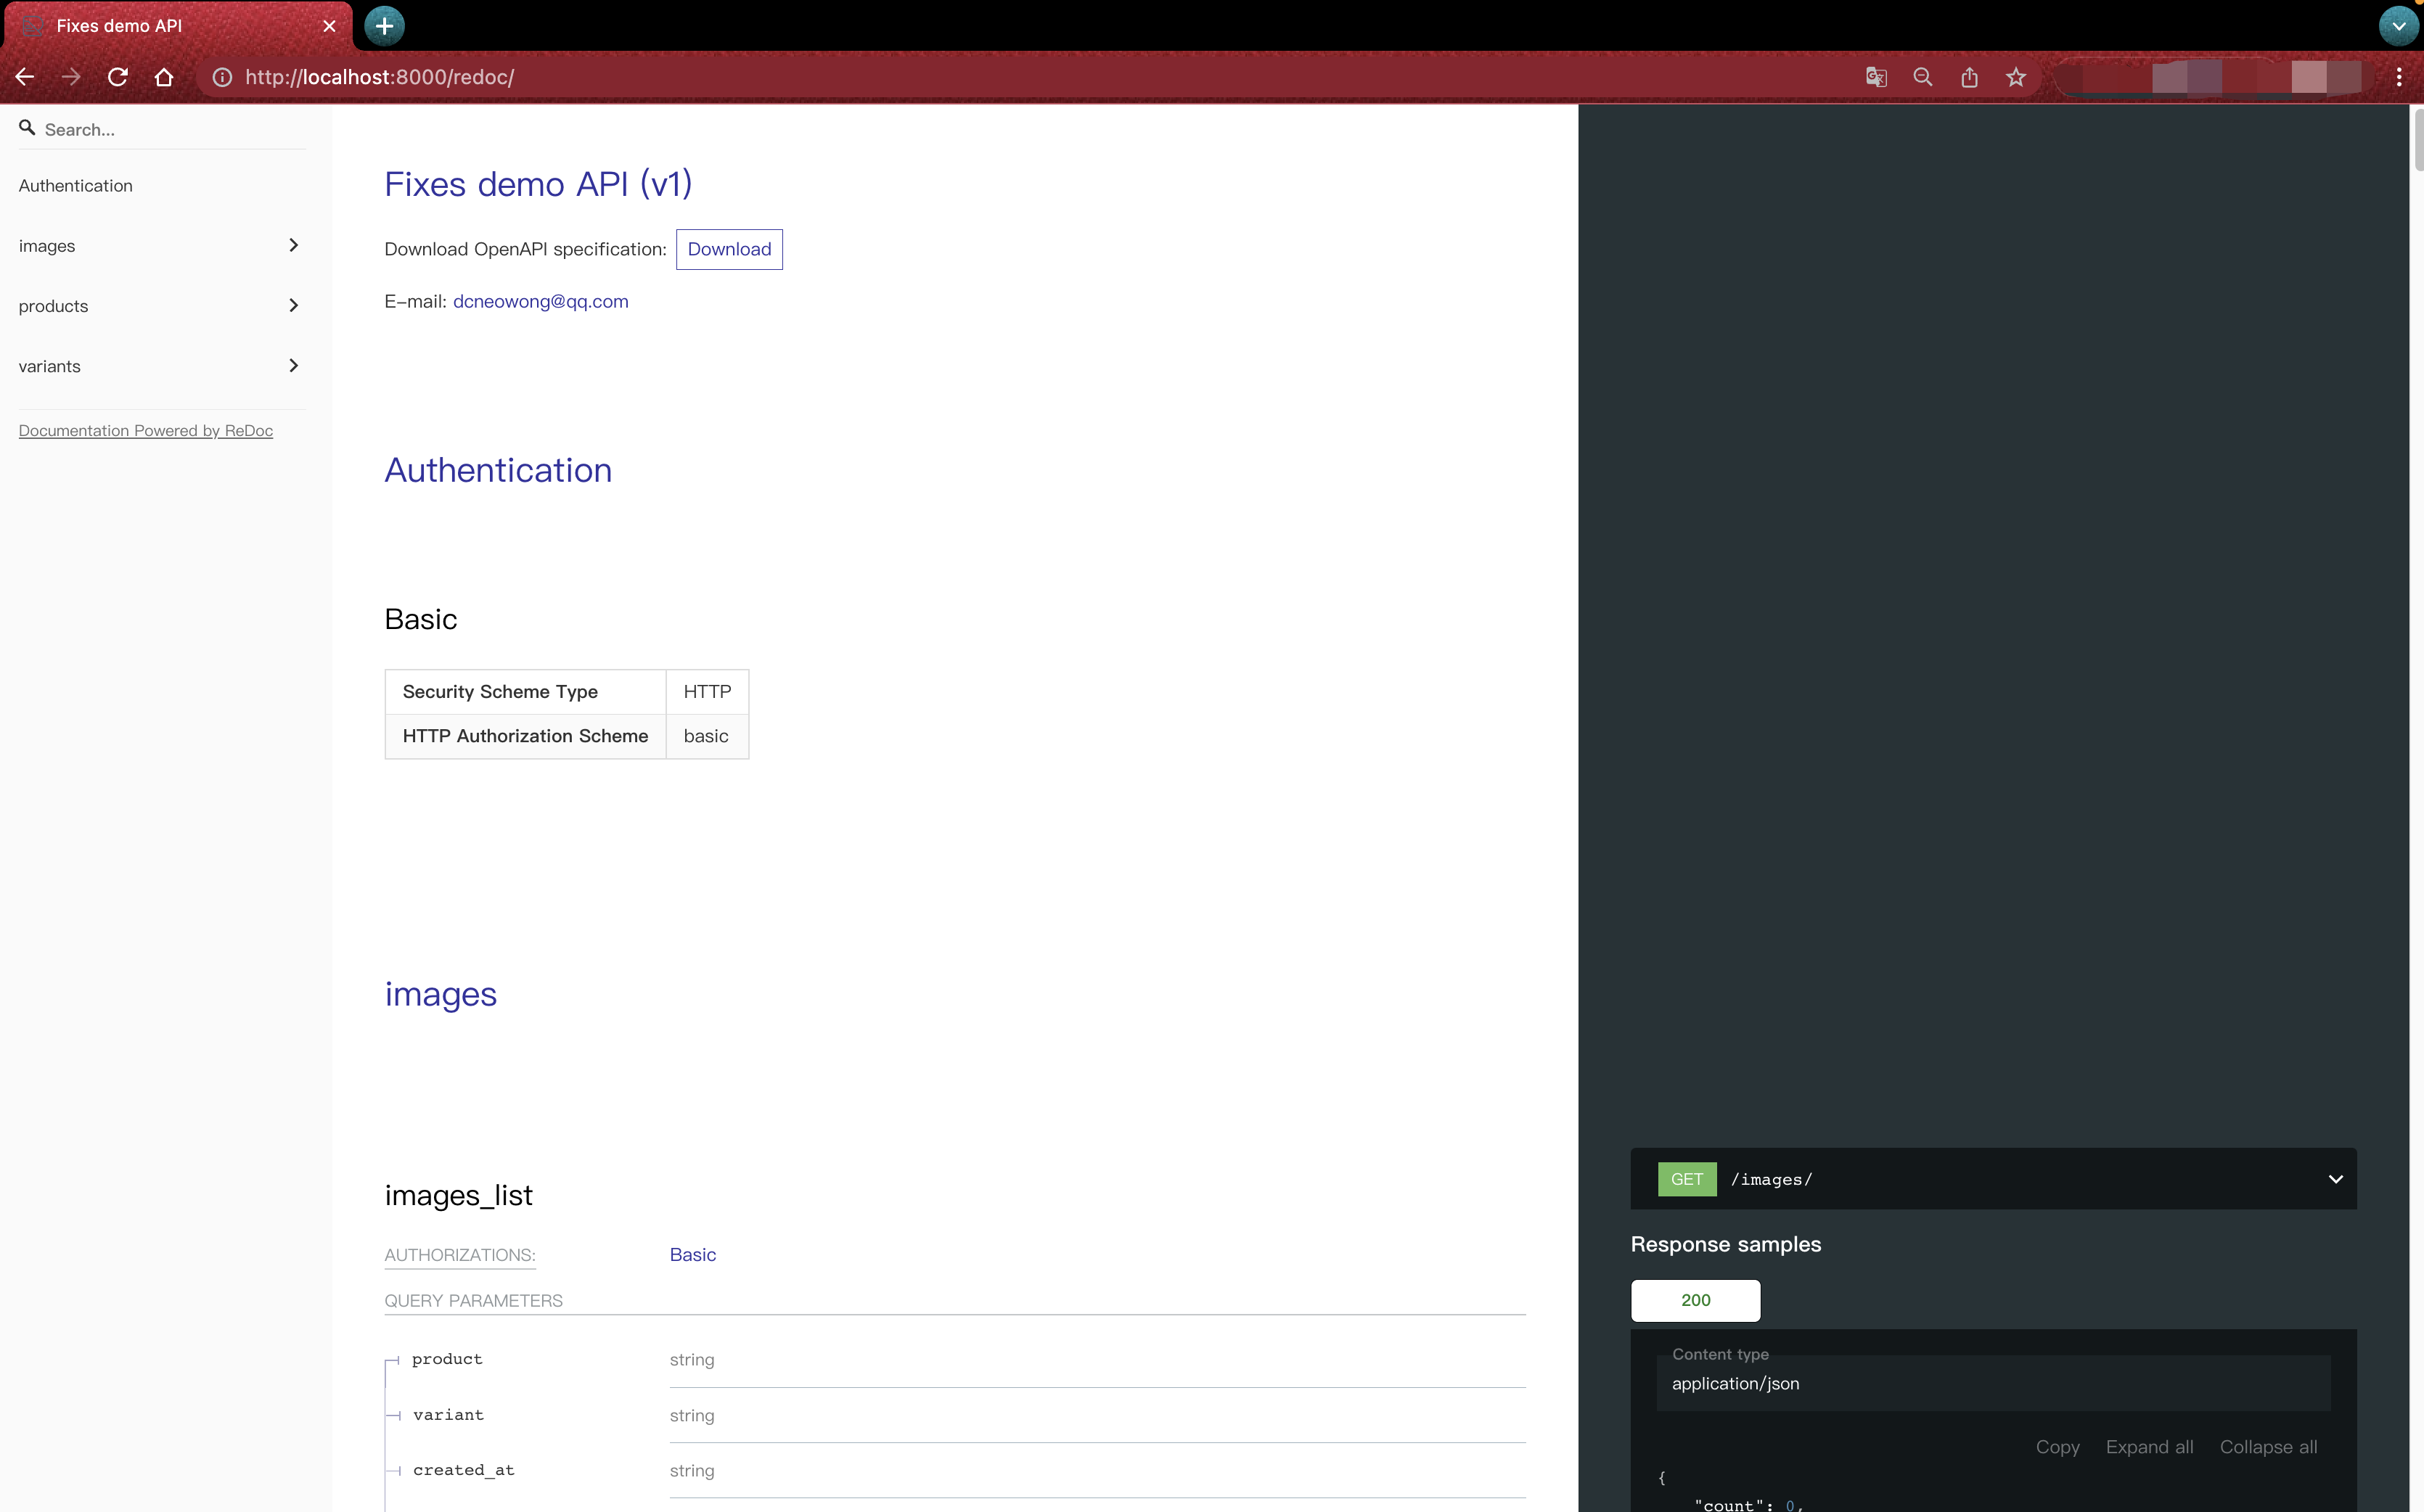 Fixes demo API
http://localhost:8000/redoc/
Search...
Authentication
images
products
variants
Documentation Powered by ReDoc
Fixes demo API (v1)
Download OpenAPI specification: Download
E-mail: dcneowong@qq.com
Authentication
Basic
Security Scheme Type HTTP
HTTP Authorization Scheme basic
images
images_list
AUTHORIZATIONS: Basic
QUERY PARAMETERS
product string
variant string
created_at string
GET /images/
Response samples
200
Content type
application/json
Copy Expand all Collapse all
{
"count": 0,